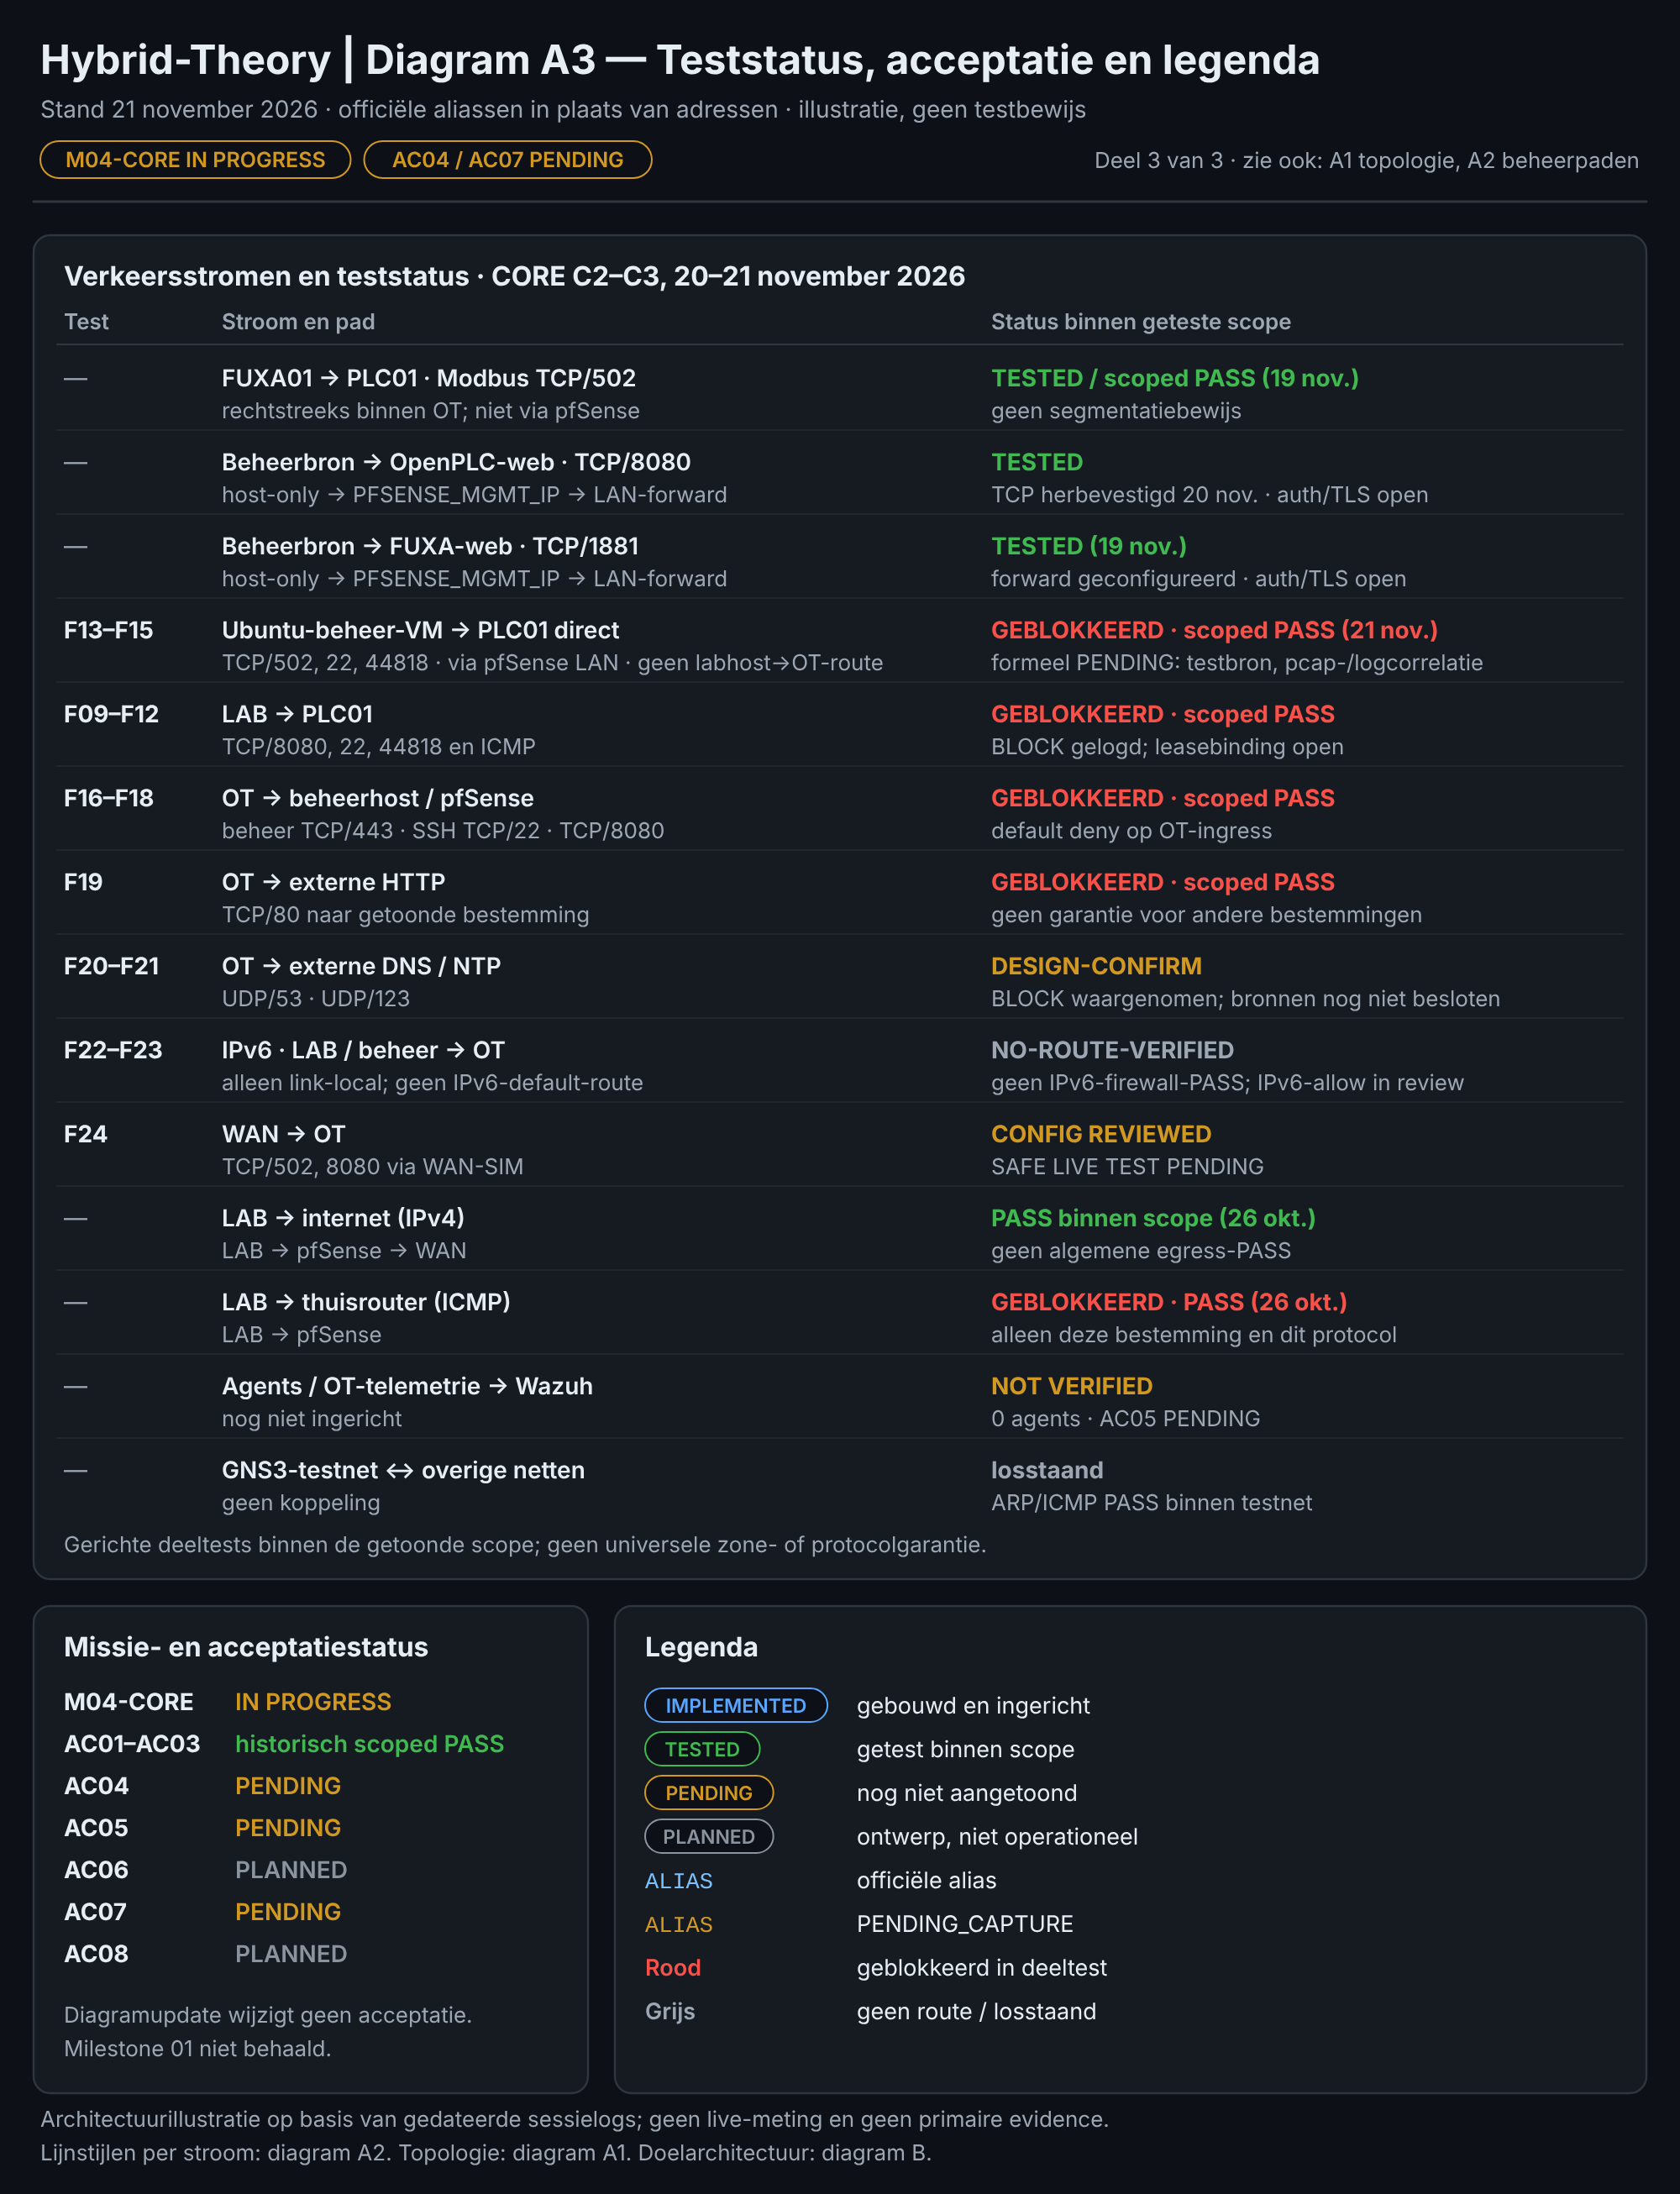 Hybrid-Theory | Diagram A3 — Teststatus, acceptatie en legenda
Stand 21 november 2026 · officiële aliassen in plaats van adressen · illustratie, geen testbewijs
M04-CORE IN PROGRESS
AC04 / AC07 PENDING
Deel 3 van 3 · zie ook: A1 topologie, A2 beheerpaden
Verkeersstromen en teststatus · CORE C2–C3, 20–21 november 2026
Test Stroom en pad Status binnen geteste scope
— FUXA01 → PLC01 · Modbus TCP/502 TESTED / scoped PASS (19 nov.)
rechtstreeks binnen OT; niet via pfSense geen segmentatiebewijs
— Beheerbron → OpenPLC-web · TCP/8080 TESTED
host-only → PFSENSE_MGMT_IP → LAN-forward TCP herbevestigd 20 nov. · auth/TLS open
— Beheerbron → FUXA-web · TCP/1881 TESTED (19 nov.)
host-only → PFSENSE_MGMT_IP → LAN-forward forward geconfigureerd · auth/TLS open
F13–F15 Ubuntu-beheer-VM → PLC01 direct GEBLOKKEERD · scoped PASS (21 nov.)
TCP/502, 22, 44818 · via pfSense LAN · geen labhost→OT-route formeel PENDING: testbron, pcap-/logcorrelatie
F09–F12 LAB → PLC01 GEBLOKKEERD · scoped PASS
TCP/8080, 22, 44818 en ICMP BLOCK gelogd; leasebinding open
F16–F18 OT → beheerhost / pfSense GEBLOKKEERD · scoped PASS
beheer TCP/443 · SSH TCP/22 · TCP/8080 default deny op OT-ingress
F19 OT → externe HTTP GEBLOKKEERD · scoped PASS
TCP/80 naar getoonde bestemming geen garantie voor andere bestemmingen
F20–F21 OT → externe DNS / NTP DESIGN-CONFIRM
UDP/53 · UDP/123 BLOCK waargenomen; bronnen nog niet besloten
F22–F23 IPv6 · LAB / beheer → OT NO-ROUTE-VERIFIED
alleen link-local; geen IPv6-default-route geen IPv6-firewall-PASS; IPv6-allow in review
F24 WAN → OT CONFIG REVIEWED
TCP/502, 8080 via WAN-SIM SAFE LIVE TEST PENDING
— LAB → internet (IPv4) PASS binnen scope (26 okt.)
LAB → pfSense → WAN geen algemene egress-PASS
— LAB → thuisrouter (ICMP) GEBLOKKEERD · PASS (26 okt.)
LAB → pfSense alleen deze bestemming en dit protocol
— Agents / OT-telemetrie → Wazuh NOT VERIFIED
nog niet ingericht 0 agents · AC05 PENDING
— GNS3-testnet ↔ overige netten losstaand
geen koppeling ARP/ICMP PASS binnen testnet
Gerichte deeltests binnen de getoonde scope; geen universele zone- of protocolgarantie.
Missie- en acceptatiestatus
M04-CORE IN PROGRESS
AC01–AC03 historisch scoped PASS
AC04 PENDING
AC05 PENDING
AC06 PLANNED
AC07 PENDING
AC08 PLANNED
Diagramupdate wijzigt geen acceptatie.
Milestone 01 niet behaald.
Legenda
IMPLEMENTED gebouwd en ingericht
TESTED getest binnen scope
PENDING nog niet aangetoond
PLANNED ontwerp, niet operationeel
ALIAS officiële alias
ALIAS PENDING_CAPTURE
Rood geblokkeerd in deeltest
Grijs geen route / losstaand
Architectuurillustratie op basis van gedateerde sessielogs; geen live-meting en geen primaire evidence.
Lijnstijlen per stroom: diagram A2. Topologie: diagram A1. Doelarchitectuur: diagram B.